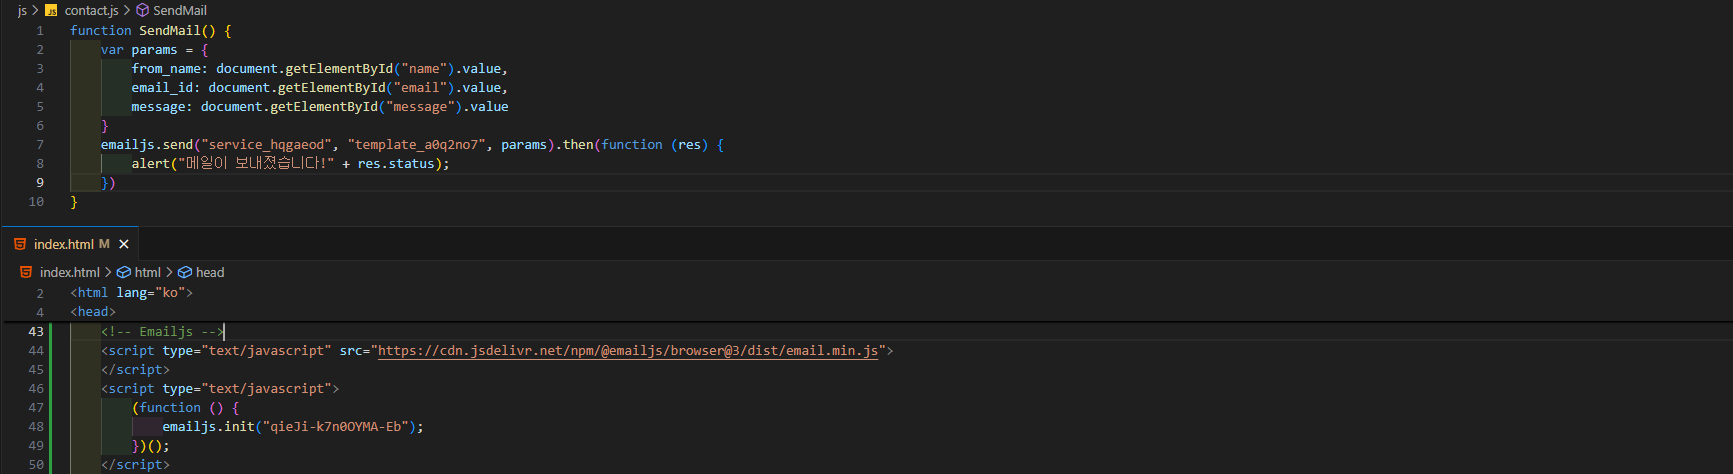 js > contact.js > SendMail
1 function SendMail() {
2 var params = {
3 from_name: document.getElementById("name").value,
4 email_id: document.getElementById("email").value,
5 message: document.getElementById("message").value
6 }
7 emailjs.send("service_hqgaeod", "template_a0q2no7", params).then(function (res) {
8 alert("메일이 보내졌습니다!" + res.status);
9 })
10 }
index.html M ×
index.html > html > head
2 <html lang="ko">
4 <head>
43 <!-- Emailjs -->
44 <script type="text/javascript" src="https://cdn.jsdelivr.net/npm/@emailjs/browser@3/dist/email.min.js">
45 </script>
46 <script type="text/javascript">
47 (function () {
48 emailjs.init("qieJi-k7n0OYMA-Eb");
49 })();
50 </script>